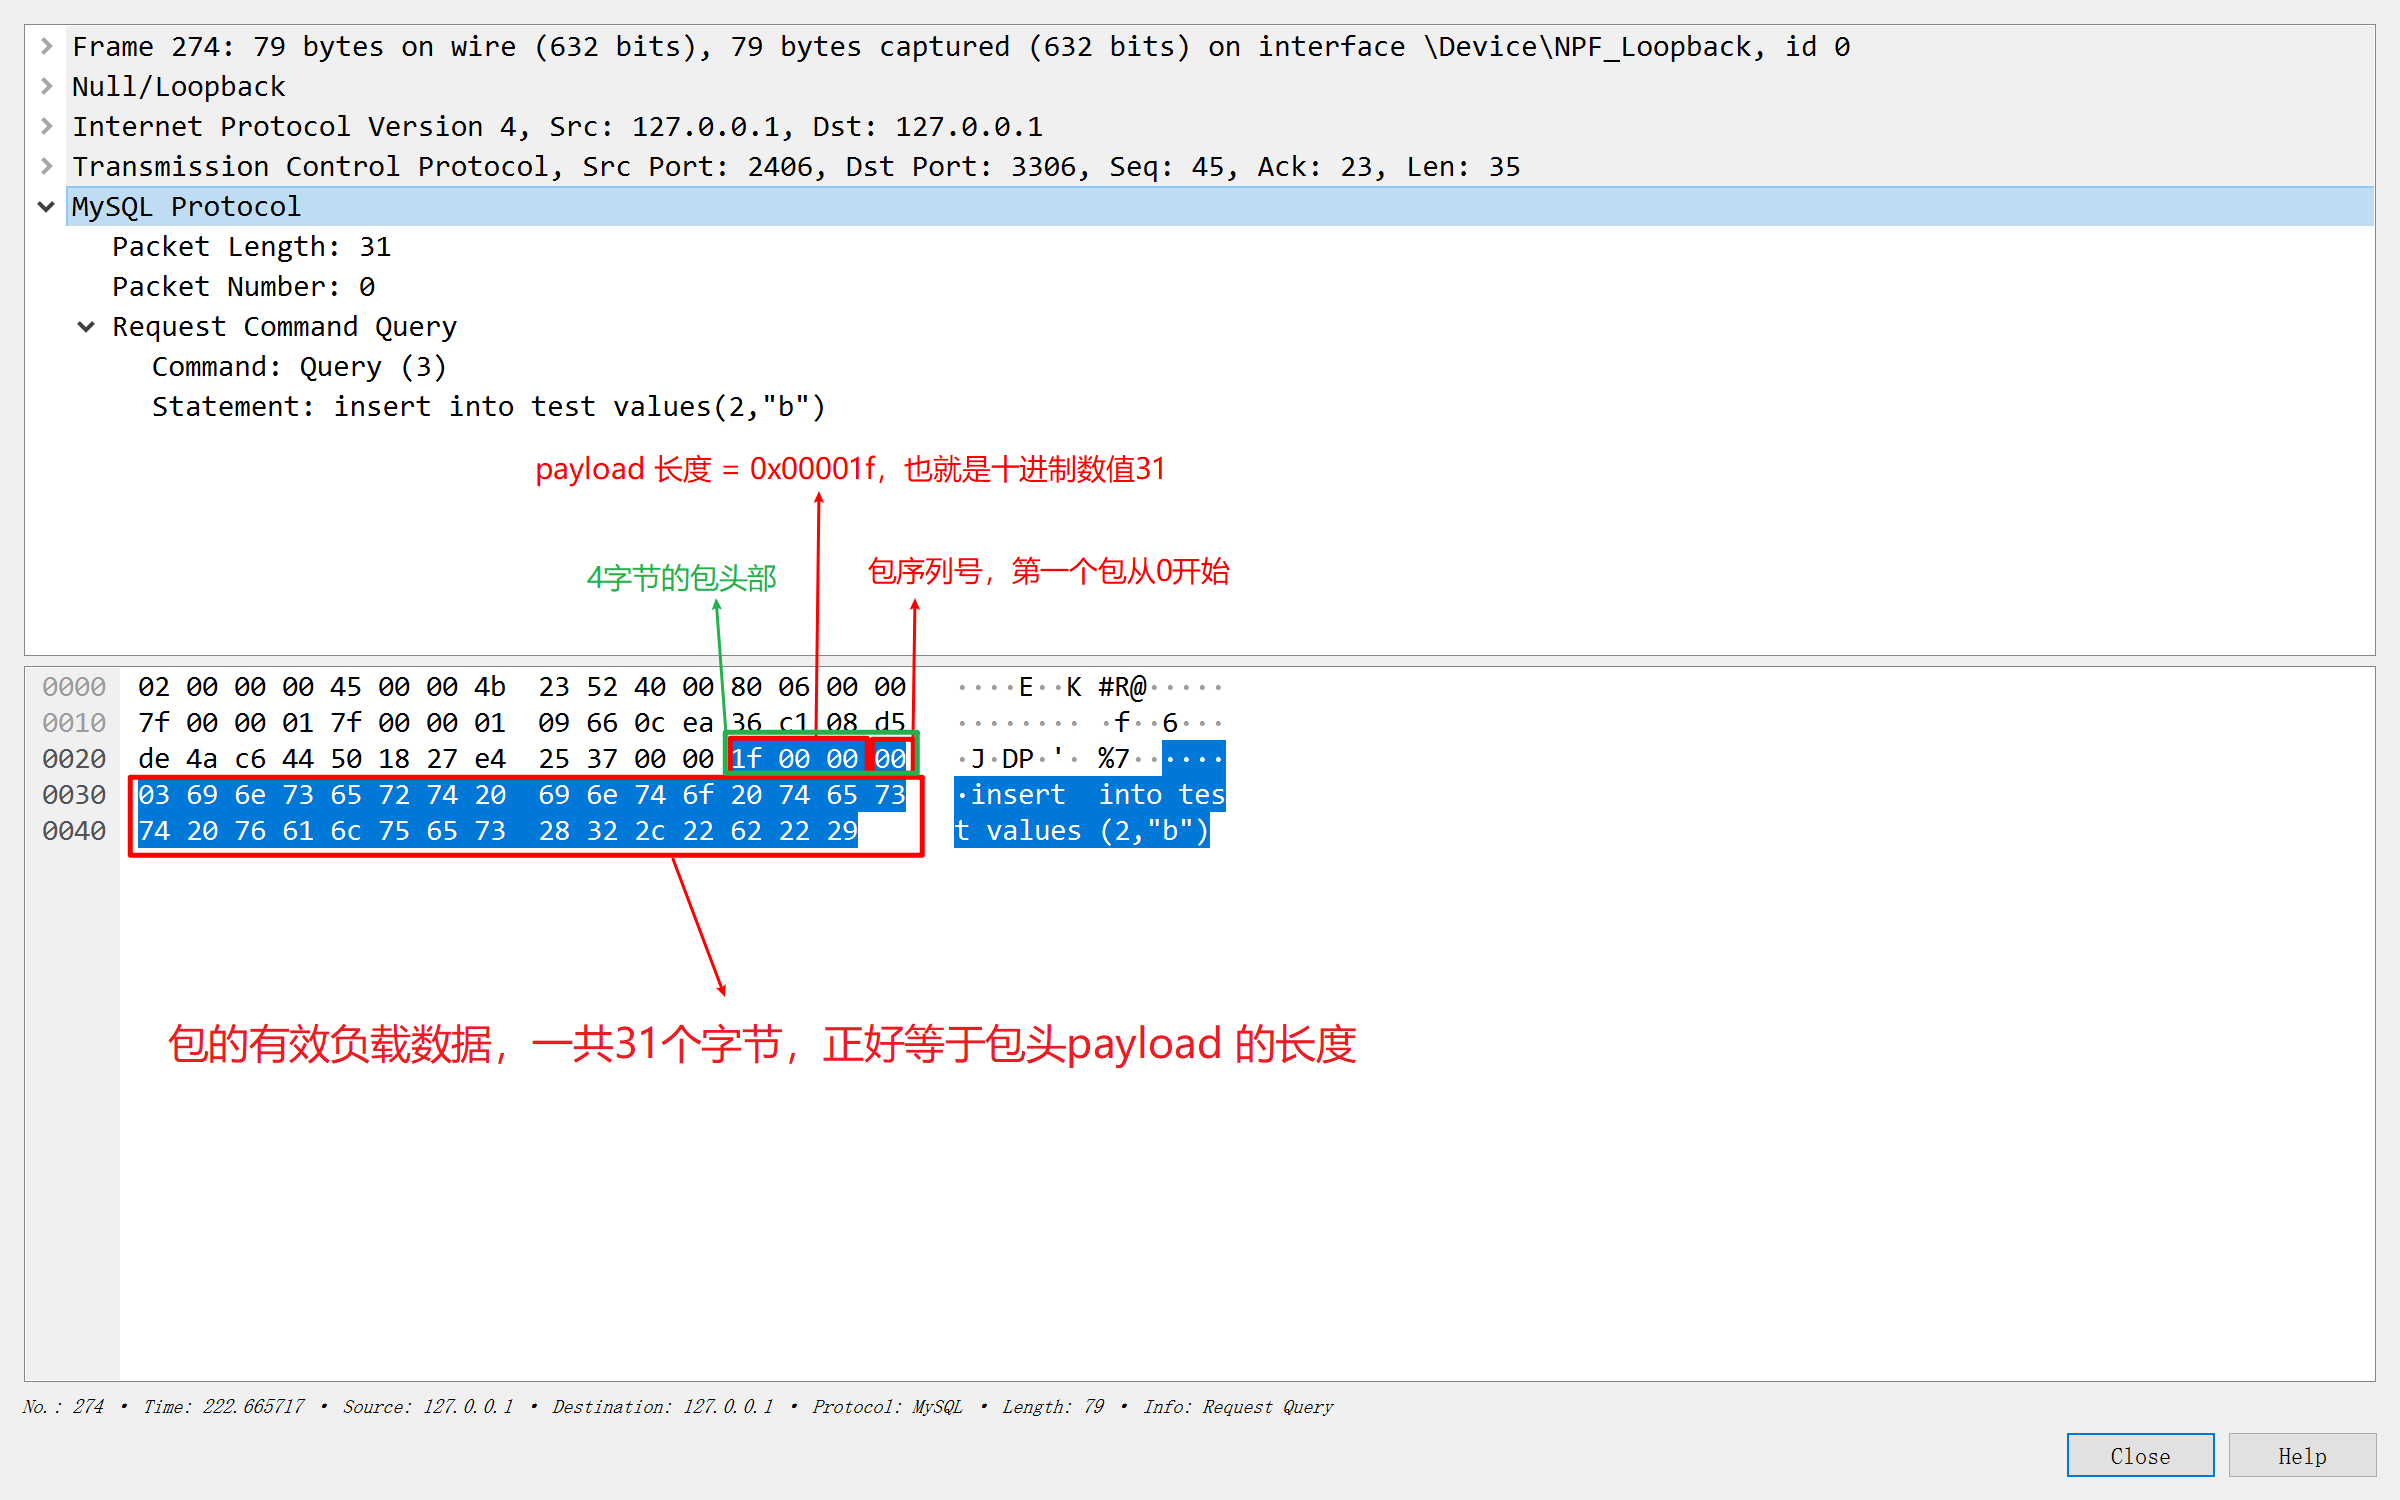 Frame 274: 79 bytes on wire (632 bits), 79 bytes captured (632 bits) on interface \Device\NPF_Loopback, id 0
Null/Loopback
Internet Protocol Version 4, Src: 127.0.0.1, Dst: 127.0.0.1
Transmission Control Protocol, Src Port: 2406, Dst Port: 3306, Seq: 45, Ack: 23, Len: 35
MySQL Protocol
Packet Length: 31
Packet Number: 0
Request Command Query
Command: Query (3)
Statement: insert into test values(2,"b")
payload 长度 = 0x00001f，也就是十进制数值31
4字节的包头部
包序列号，第一个包从0开始
0000 02 00 00 00 45 00 00 4b 23 52 40 00 80 06 00 00 ····E··K #R@·····
0010 7f 00 00 01 7f 00 00 01 09 66 0c ea 36 c1 08 d5 ········ ·f··6···
0020 de 4a c6 44 50 18 27 e4 25 37 00 00 1f 00 00 00 ·J·DP·'· %7······
0030 03 69 6e 73 65 72 74 20 69 6e 74 6f 20 74 65 73 ·insert  into tes
0040 74 20 76 61 6c 75 65 73 28 32 2c 22 62 22 29 t values (2,"b")
包的有效负载数据，一共31个字节，正好等于包头payload 的长度
No.: 274 · Time: 222.665717 · Source: 127.0.0.1 · Destination: 127.0.0.1 · Protocol: MySQL · Length: 79 · Info: Request Query
Close Help